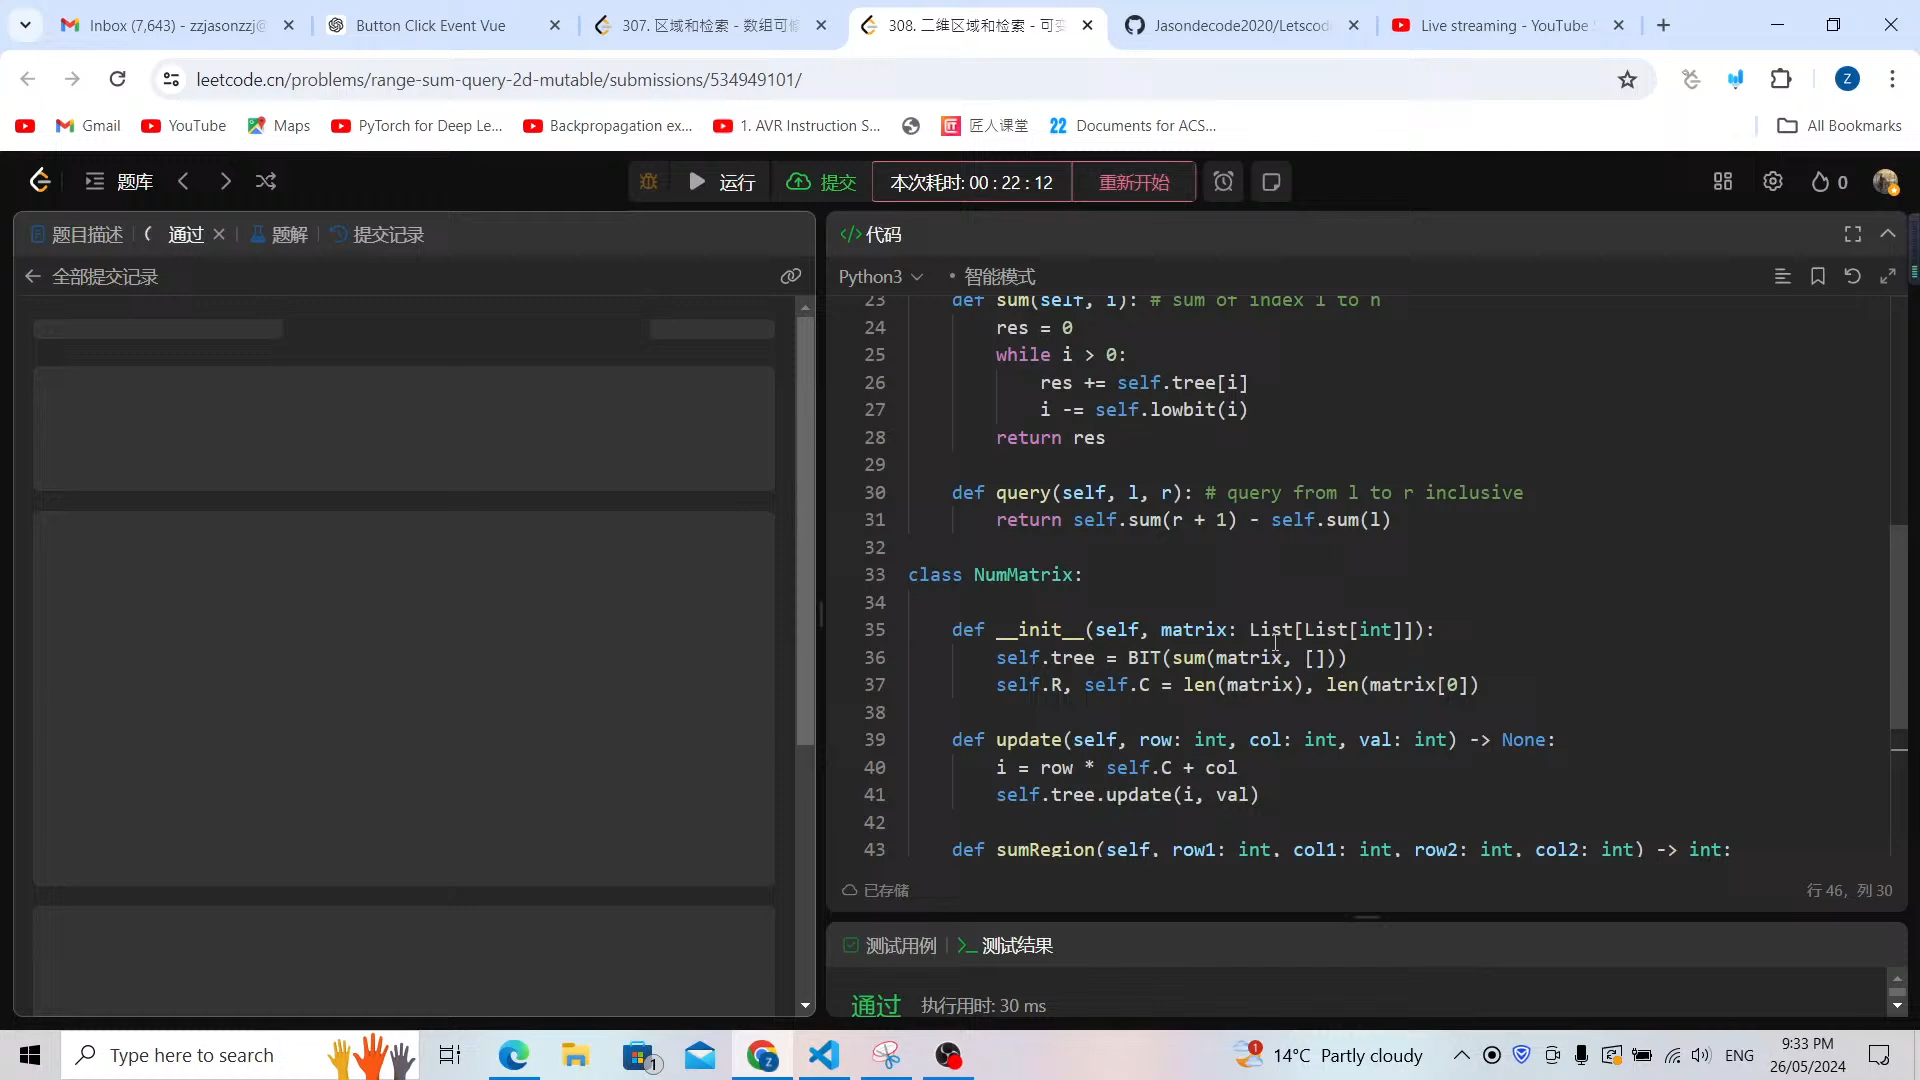 Inbox (7,643) - zzjasonzzj@
Button Click Event Vue
307. 区域和检索 - 数组可修
308. 二维区域和检索 - 可变
Jasondecode2020/Letscod
Live streaming - YouTube S
leetcode.cn/problems/range-sum-query-2d-mutable/submissions/534949101/
Z
Gmail
YouTube
Maps
PyTorch for Deep Le...
Backpropagation ex...
1. AVR Instruction S...
匠人课堂
22 Documents for ACS...
All Bookmarks
题库
运行
提交
本次耗时: 00 : 22 : 12
重新开始
0
题目描述
通过
题解
提交记录
全部提交记录
代码
Python3
• 智能模式
23 def sum(self, i): # sum of index 1 to n
24 res = 0
25 while i > 0:
26 res += self.tree[i]
27 i -= self.lowbit(i)
28 return res
29
30 def query(self, l, r): # query from l to r inclusive
31 return self.sum(r + 1) - self.sum(l)
32
33 class NumMatrix:
34
35 def __init__(self, matrix: List[List[int]]):
36 self.tree = BIT(sum(matrix, []))
37 self.R, self.C = len(matrix), len(matrix[0])
38
39 def update(self, row: int, col: int, val: int) -> None:
40 i = row * self.C + col
41 self.tree.update(i, val)
42
43 def sumRegion(self, row1: int, col1: int, row2: int, col2: int) -> int:
已存储
行 46, 列 30
测试用例
测试结果
通过
执行用时: 30 ms
Type here to search
1
1
14°C Partly cloudy
ENG
9:33 PM
26/05/2024